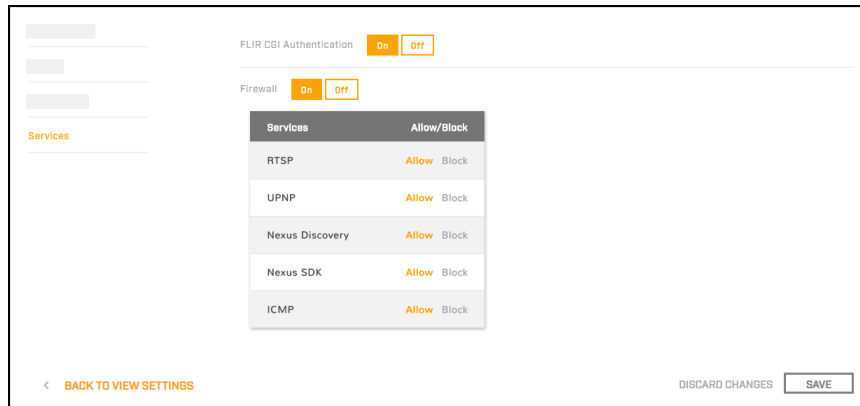 FLIR CGI Authentication On Off
Firewall On Off
Services
Services Allow/Block
RTSP Allow Block
UPNP Allow Block
Nexus Discovery Allow Block
Nexus SDK Allow Block
ICMP Allow Block
< BACK TO VIEW SETTINGS
DISCARD CHANGES SAVE